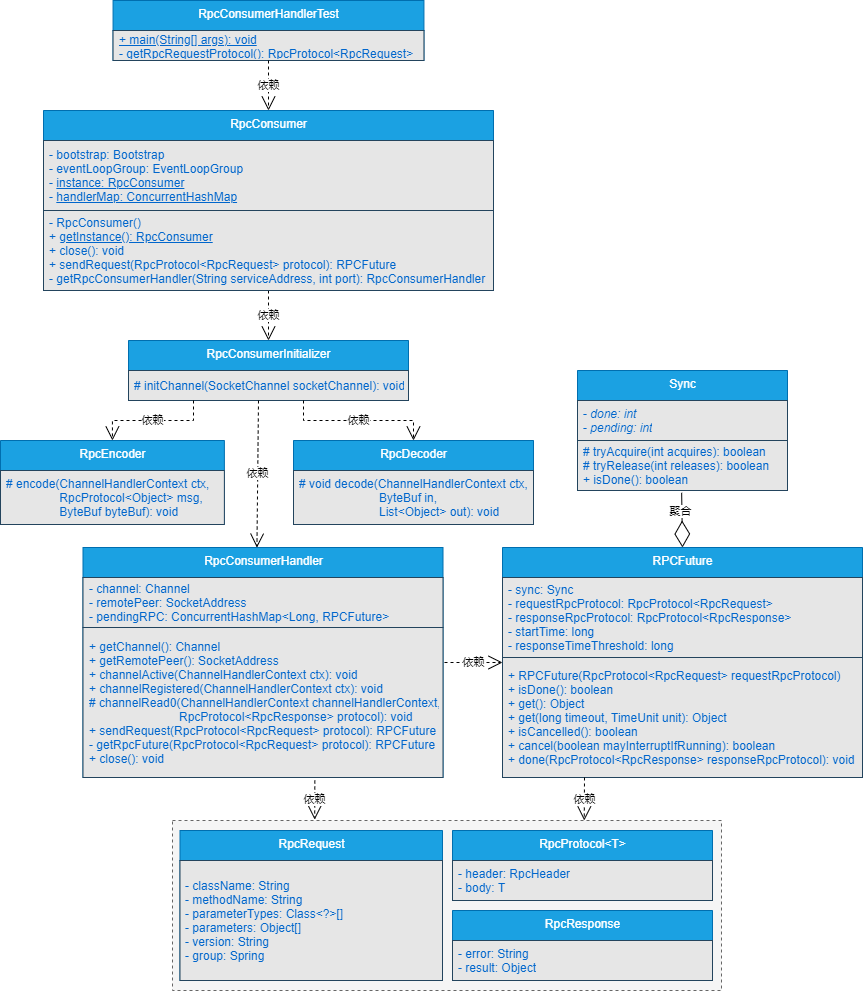 RpcConsumerHandlerTest
+ main(String[] args): void
- getRpcRequestProtocol(): RpcProtocol<RpcRequest>
依赖
RpcConsumer
- bootstrap: Bootstrap
- eventLoopGroup: EventLoopGroup
- instance: RpcConsumer
- handlerMap: ConcurrentHashMap
- RpcConsumer()
+ getInstance(): RpcConsumer
+ close(): void
+ sendRequest(RpcProtocol<RpcRequest> protocol): RPCFuture
- getRpcConsumerHandler(String serviceAddress, int port): RpcConsumerHandler
依赖
RpcConsumerInitializer
# initChannel(SocketChannel socketChannel): void
依赖
依赖
依赖
RpcEncoder
# encode(ChannelHandlerContext ctx,
RpcProtocol<Object> msg,
ByteBuf byteBuf): void
RpcDecoder
# void decode(ChannelHandlerContext ctx,
ByteBuf in,
List<Object> out): void
Sync
- done: int
- pending: int
# tryAcquire(int acquires): boolean
# tryRelease(int releases): boolean
+ isDone(): boolean
聚合
RpcConsumerHandler
- channel: Channel
- remotePeer: SocketAddress
- pendingRPC: ConcurrentHashMap<Long, RPCFuture>
+ getChannel(): Channel
+ getRemotePeer(): SocketAddress
+ channelActive(ChannelHandlerContext ctx): void
+ channelRegistered(ChannelHandlerContext ctx): void
# channelRead0(ChannelHandlerContext channelHandlerContext,
RpcProtocol<RpcResponse> protocol): void
+ sendRequest(RpcProtocol<RpcRequest> protocol): RPCFuture
- getRpcFuture(RpcProtocol<RpcRequest> protocol): RPCFuture
+ close(): void
依赖
RPCFuture
- sync: Sync
- requestRpcProtocol: RpcProtocol<RpcRequest>
- responseRpcProtocol: RpcProtocol<RpcResponse>
- startTime: long
- responseTimeThreshold: long
+ RPCFuture(RpcProtocol<RpcRequest> requestRpcProtocol)
+ isDone(): boolean
+ get(): Object
+ get(long timeout, TimeUnit unit): Object
+ isCancelled(): boolean
+ cancel(boolean mayInterruptIfRunning): boolean
+ done(RpcProtocol<RpcResponse> responseRpcProtocol): void
依赖
依赖
RpcRequest
- className: String
- methodName: String
- parameterTypes: Class<?>[]
- parameters: Object[]
- version: String
- group: Spring
RpcProtocol<T>
- header: RpcHeader
- body: T
RpcResponse
- error: String
- result: Object